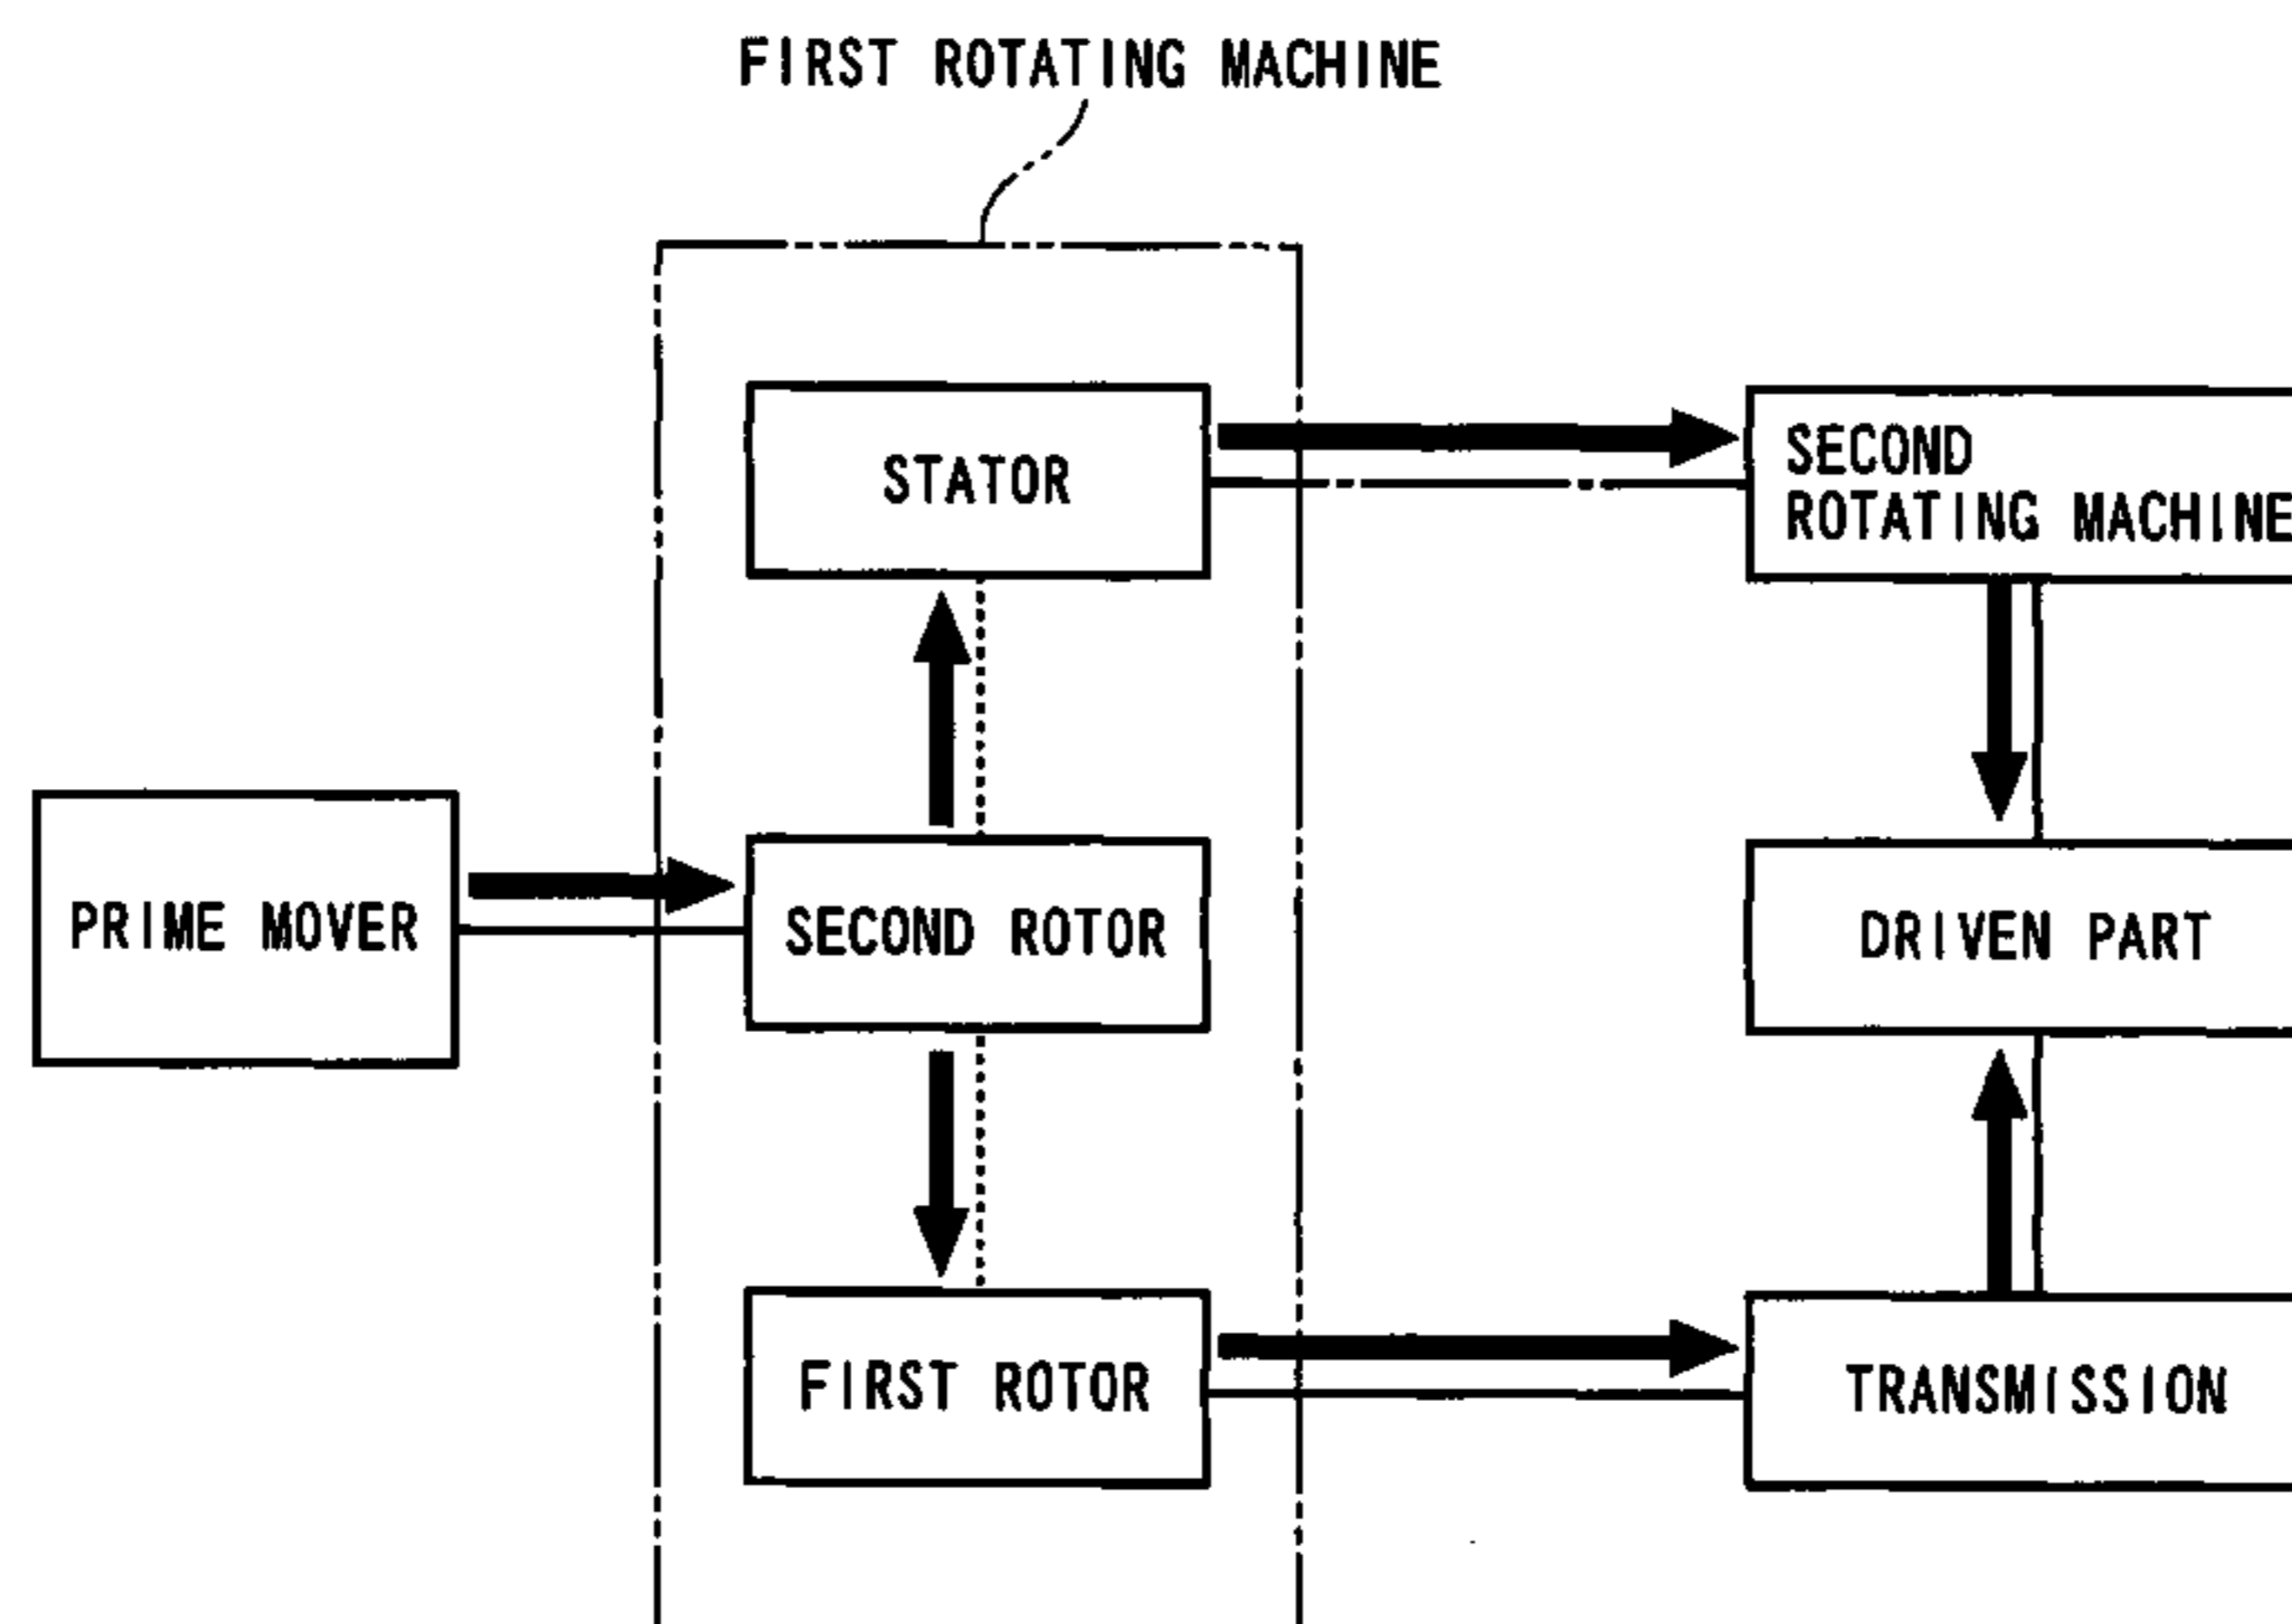 FIRST ROTATING MACHINE
STATOR
SECOND
ROTATING MACHINE
PRIME MOVER
SECOND ROTOR
DRIVEN PART
FIRST ROTOR
TRANSMISSION